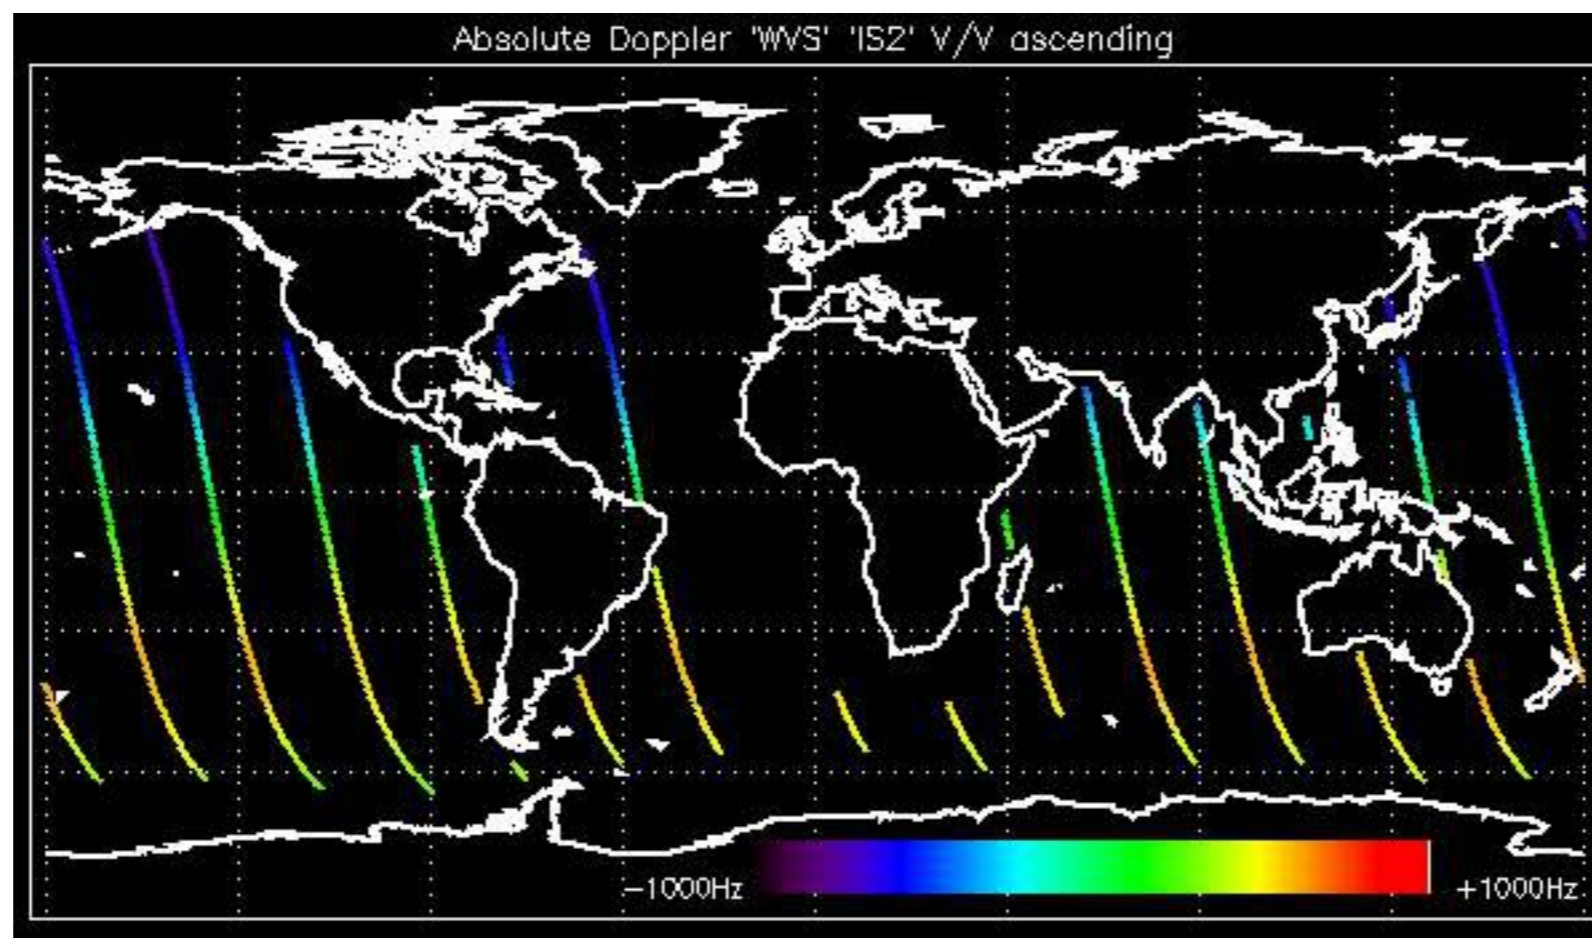 Absolute Doppler 'WVS' 'IS2' V/V ascending
−1000Hz
+1000Hz